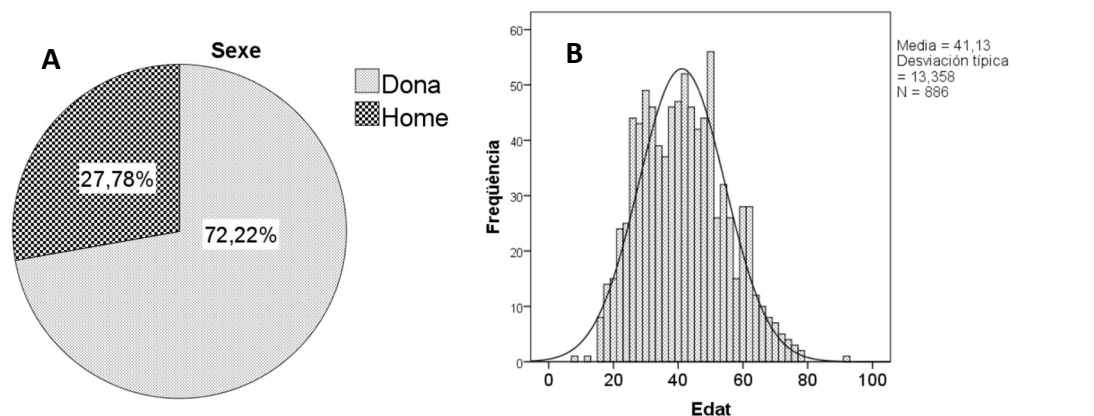 A
Sexe
Dona
Home
27,78%
72,22%
B
Media = 41,13
Desviación típica
= 13,358
N = 886
Freqüència
60
50
40
30
20
10
0
0 20 40 60 80 100
Edat